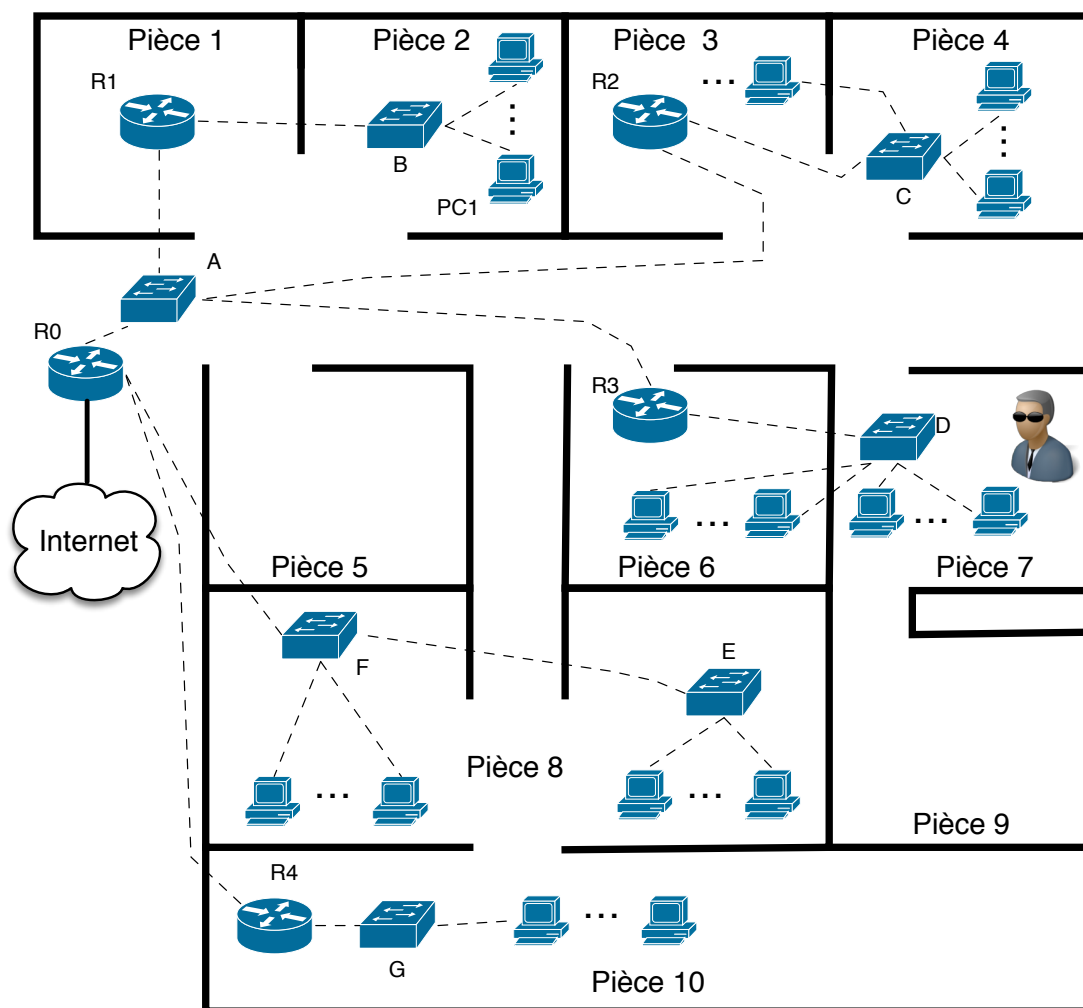 Pièce 1
Pièce 2
Pièce 3
Pièce 4
R1
R2
B
PC1
C
A
R0
R3
D
Internet
Pièce 5
Pièce 6
Pièce 7
F
E
Pièce 8
Pièce 9
R4
G
Pièce 10